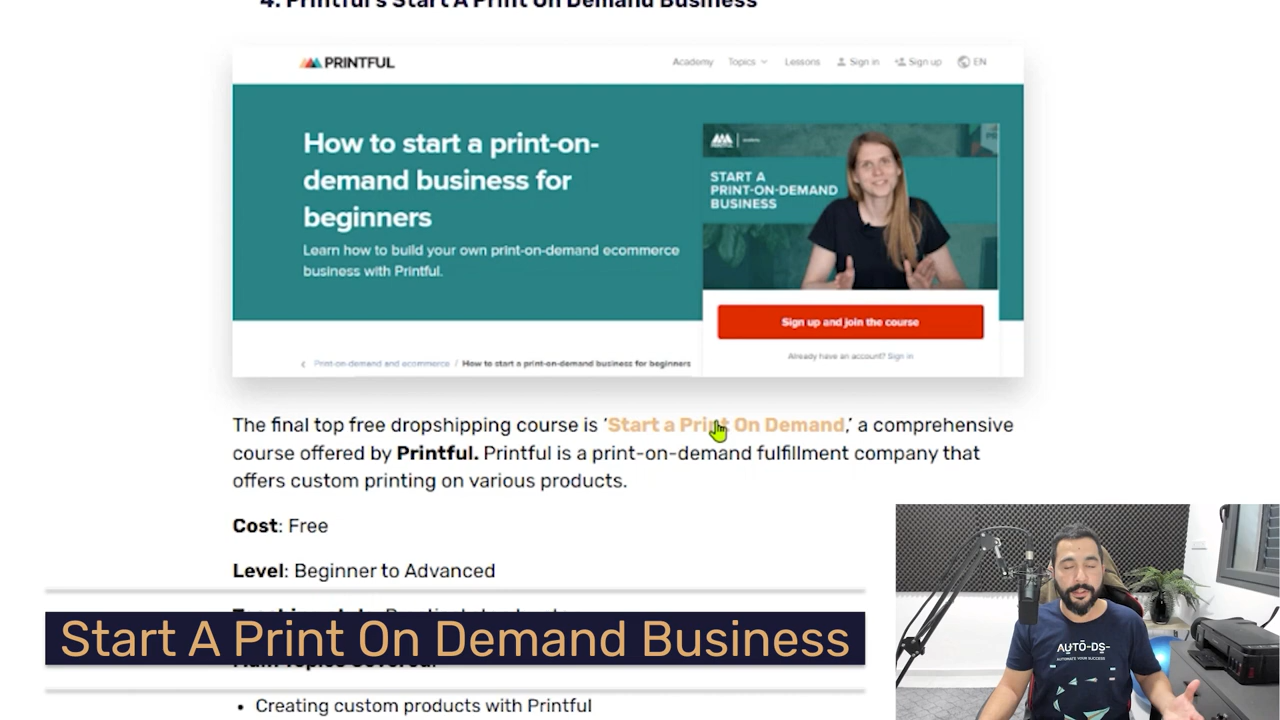 4. Printful's Start A Print On Demand Business
PRINTFUL
Academy Topics Lessons Sign in Sign up EN
How to start a print-on-
demand business for
beginners
Learn how to build your own print-on-demand ecommerce
business with Printful.
START A
PRINT-ON-DEMAND
BUSINESS
Sign up and join the course
Already have an account? Sign in
Print-on-demand and ecommerce / How to start a print-on-demand business for beginners
The final top free dropshipping course is ‘Start a Print On Demand,’ a comprehensive
course offered by Printful. Printful is a print-on-demand fulfillment company that
offers custom printing on various products.
Cost: Free
Level: Beginner to Advanced
Start A Print On Demand Business
• Creating custom products with Printful
AUTO-DS-
AUTOMATE YOUR SUCCESS